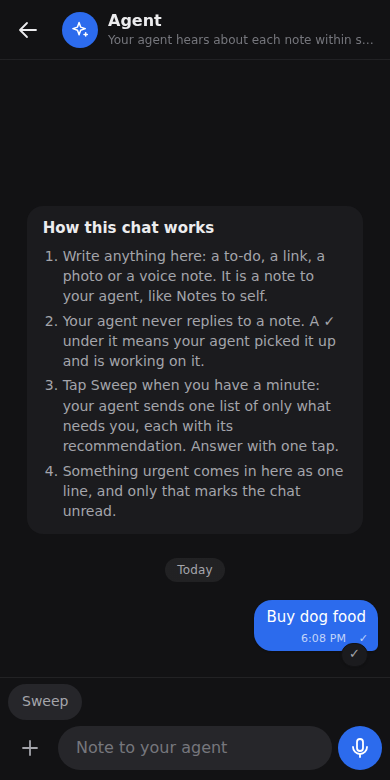 Agent
Your agent hears about each note within s…
How this chat works
1. Write anything here: a to-do, a link, a
photo or a voice note. It is a note to
your agent, like Notes to self.
2. Your agent never replies to a note. A ✓
under it means your agent picked it up
and is working on it.
3. Tap Sweep when you have a minute:
your agent sends one list of only what
needs you, each with its
recommendation. Answer with one tap.
4. Something urgent comes in here as one
line, and only that marks the chat
unread.
Today
Buy dog food
6:08 PM ✓
✓
Sweep
Note to your agent